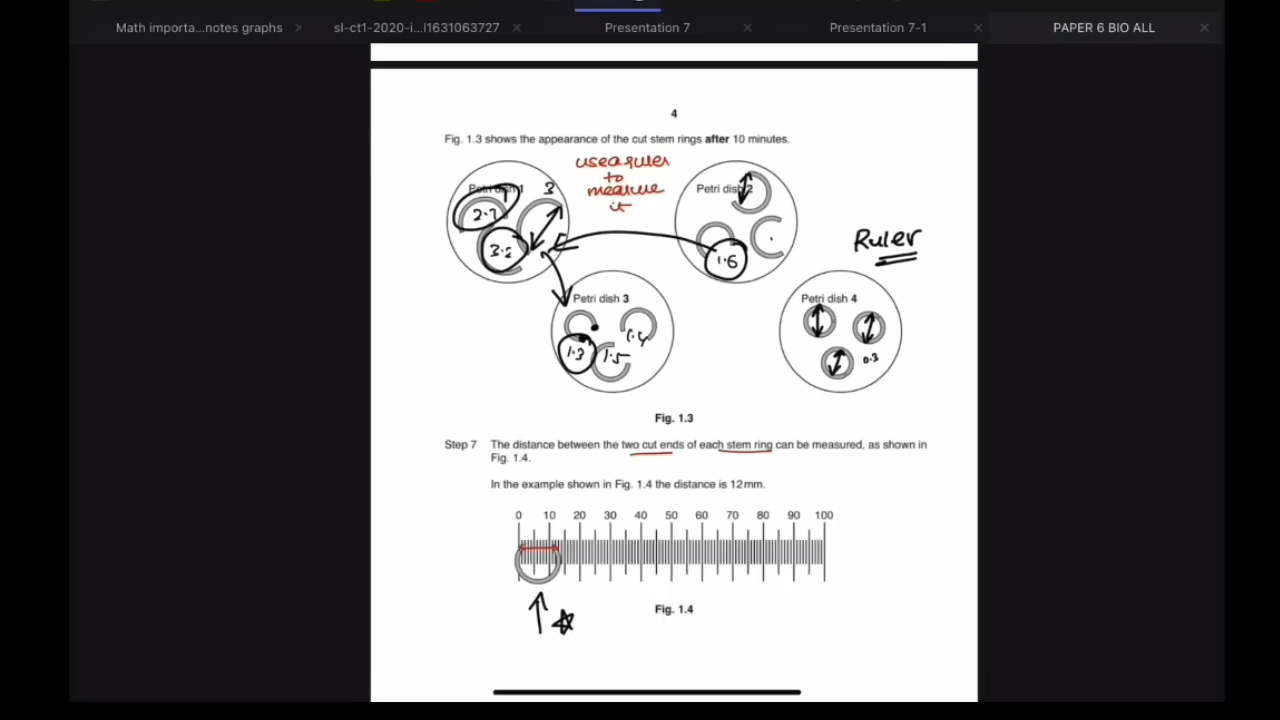 Math importa...notes graphs
sl-ct1-2020-i...l1631063727
Presentation 7
Presentation 7-1
PAPER 6 BIO ALL
4
Fig. 1.3 shows the appearance of the cut stem rings after 10 minutes.
use a ruler
to
measure
it
Petri dish 1
3
2.7
3.2
Petri dish 2
1.6
Ruler
Petri dish 3
1.4
1.3
1.5
Petri dish 4
0.3
Fig. 1.3
Step 7 The distance between the two cut ends of each stem ring can be measured, as shown in
Fig. 1.4.
In the example shown in Fig. 1.4 the distance is 12 mm.
0 10 20 30 40 50 60 70 80 90 100
Fig. 1.4